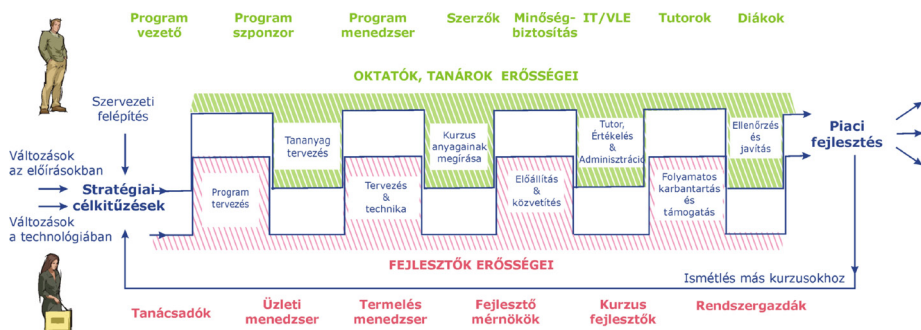 Program vezető
Program szponzor
Program menedzser
Szerzők
Minőség-biztosítás
IT/VLE
Tutorok
Diákok
OKTATÓK, TANÁROK ERŐSSÉGEI
Szervezeti
felépítés
Változások
az előírásokban
Stratégiai
célkitűzések
Változások
a technológiában
Program
tervezés
Tananyag
tervezés
Tervezés
&
technika
Kurzus
anyagainak
megírása
Előállítás
&
közvetítés
Tutor,
Értékelés
&
Adminisztráció
Folyamatos
karbantartás
és
támogatás
Ellenőrzés
és
javítás
Piaci
fejlesztés
FEJLESZTŐK ERŐSSÉGEI
Ismétlés más kurzusokhoz
Tanácsadók
Üzleti
menedzser
Termelés
menedzser
Fejlesztő
mérnökök
Kurzus
fejlesztők
Rendszergazdák